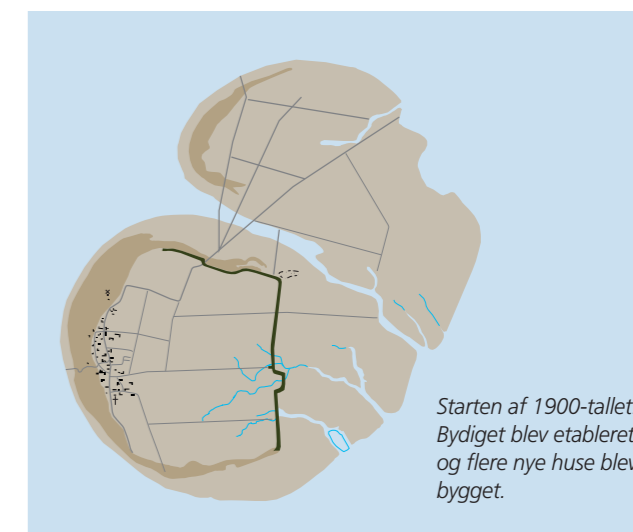 Starten af 1900-tallet
Bydiget blev etableret,
og flere nye huse blev
bygget.